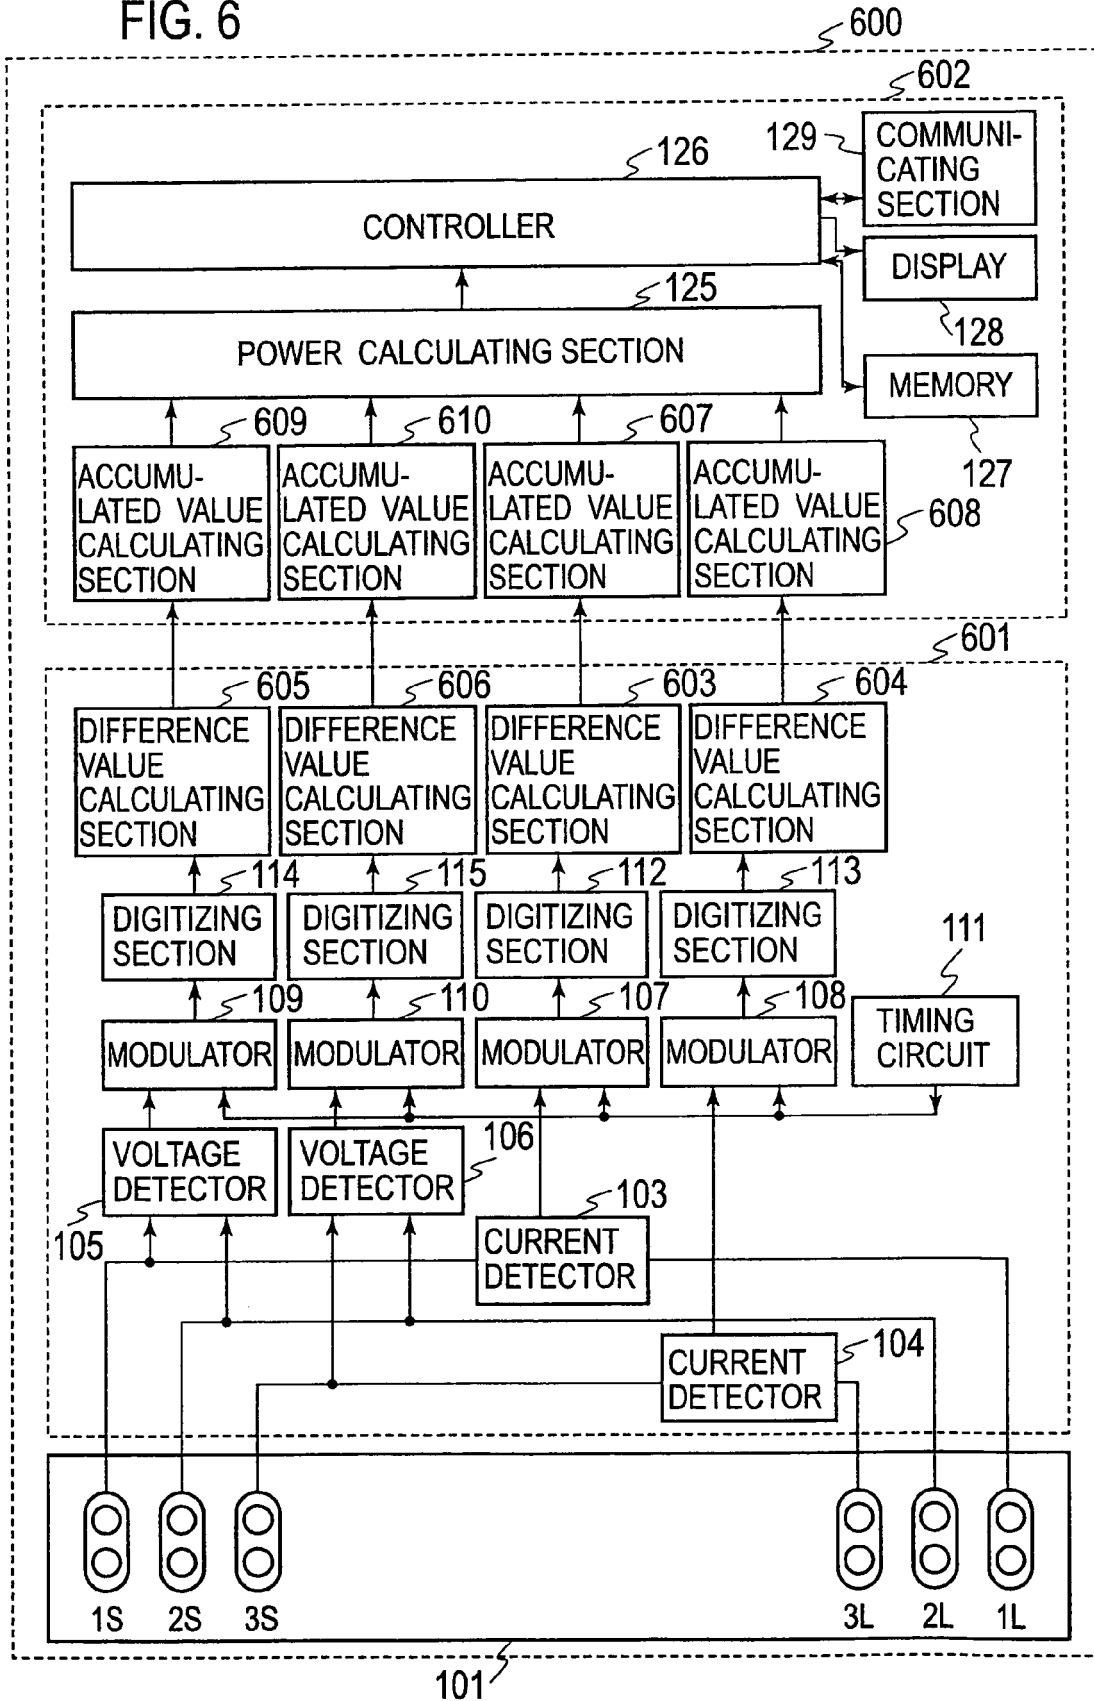 FIG. 6
600
602
129
COMMUNI-
CATING
SECTION
126
CONTROLLER
DISPLAY
128
125
POWER CALCULATING SECTION
MEMORY
127
609
610
607
608
ACCUMU-
LATED VALUE
CALCULATING
SECTION
ACCUMU-
LATED VALUE
CALCULATING
SECTION
ACCUMU-
LATED VALUE
CALCULATING
SECTION
ACCUMU-
LATED VALUE
CALCULATING
SECTION
601
605
606
603
604
DIFFERENCE
VALUE
CALCULATING
SECTION
DIFFERENCE
VALUE
CALCULATING
SECTION
DIFFERENCE
VALUE
CALCULATING
SECTION
DIFFERENCE
VALUE
CALCULATING
SECTION
114
115
112
113
DIGITIZING
SECTION
DIGITIZING
SECTION
DIGITIZING
SECTION
DIGITIZING
SECTION
111
109
110
107
108
MODULATOR
MODULATOR
MODULATOR
MODULATOR
TIMING
CIRCUIT
VOLTAGE
DETECTOR
105
VOLTAGE
DETECTOR
106
103
CURRENT
DETECTOR
104
CURRENT
DETECTOR
1S
2S
3S
3L
2L
1L
101